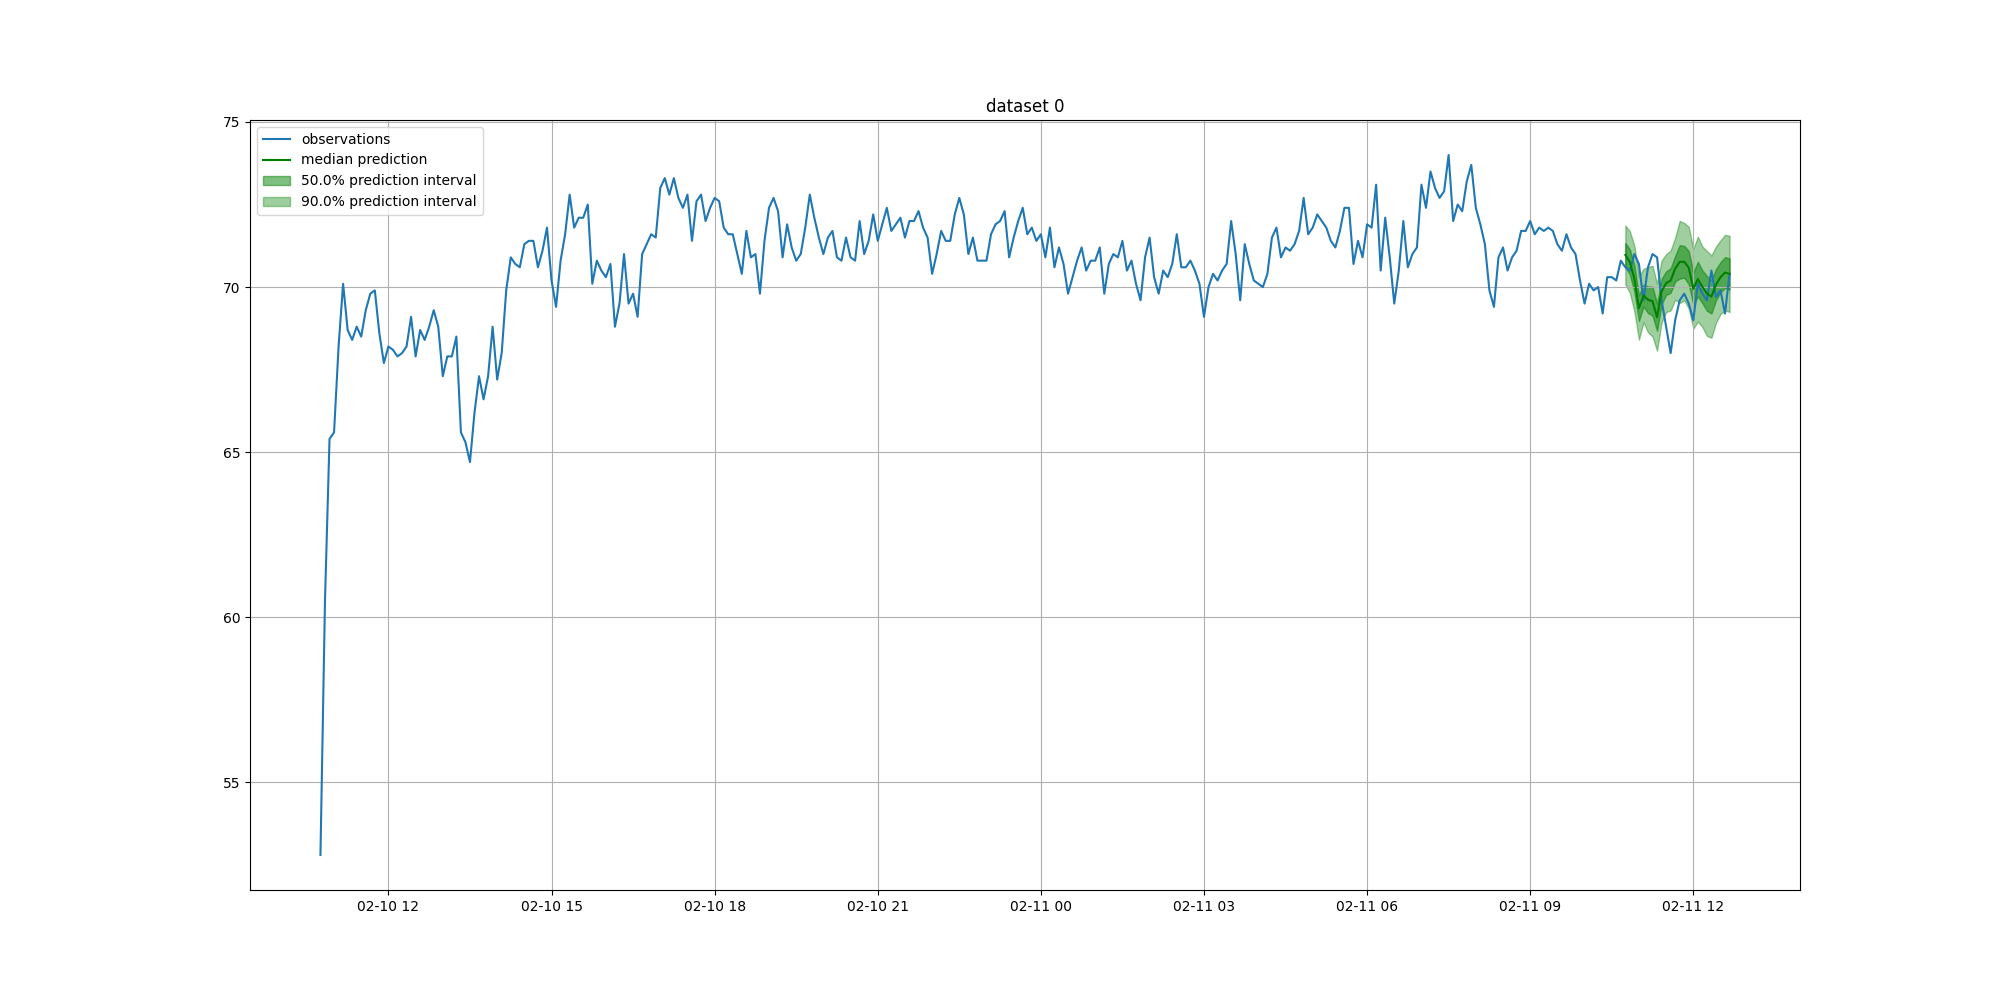 dataset 0
75
observations
median prediction
50.0% prediction interval
90.0% prediction interval
70
65
60
55
02-10 12 02-10 15 02-10 18 02-10 21 02-11 00 02-11 03 02-11 06 02-11 09 02-11 12